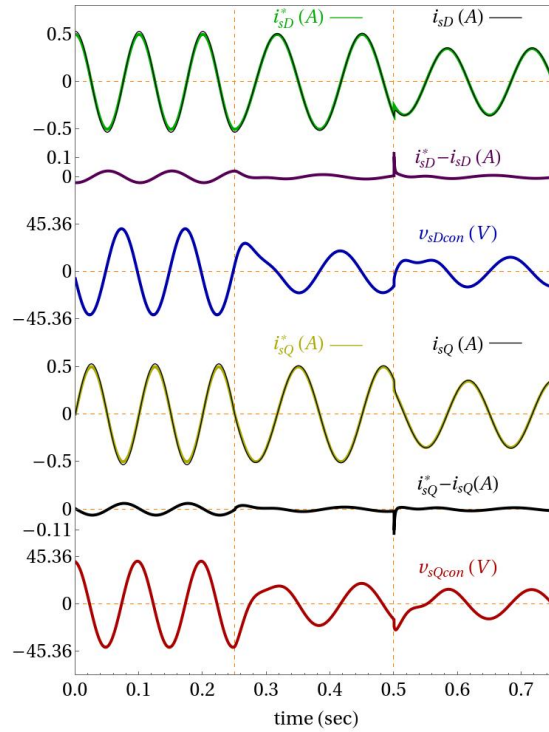 i*sD(A) isD(A)
0.5
0
−0.5
i*sD−isD(A)
0.1
0
vsDcon(V)
45.36
0
−45.36
i*sQ(A) isQ(A)
0.5
0
−0.5
i*sQ−isQ(A)
0
−0.11
vsQcon(V)
45.36
0
−45.36
0.0 0.1 0.2 0.3 0.4 0.5 0.6 0.7
time (sec)